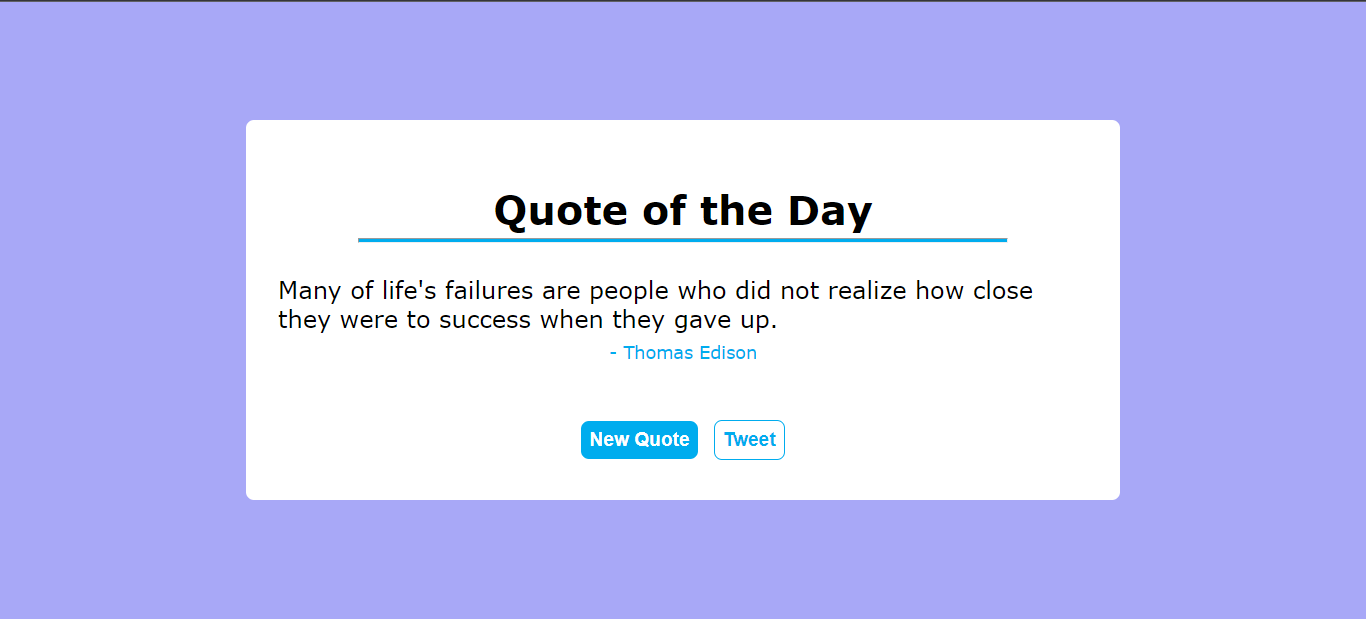 Quote of the Day
Many of life's failures are people who did not realize how close
they were to success when they gave up.
- Thomas Edison
New Quote Tweet